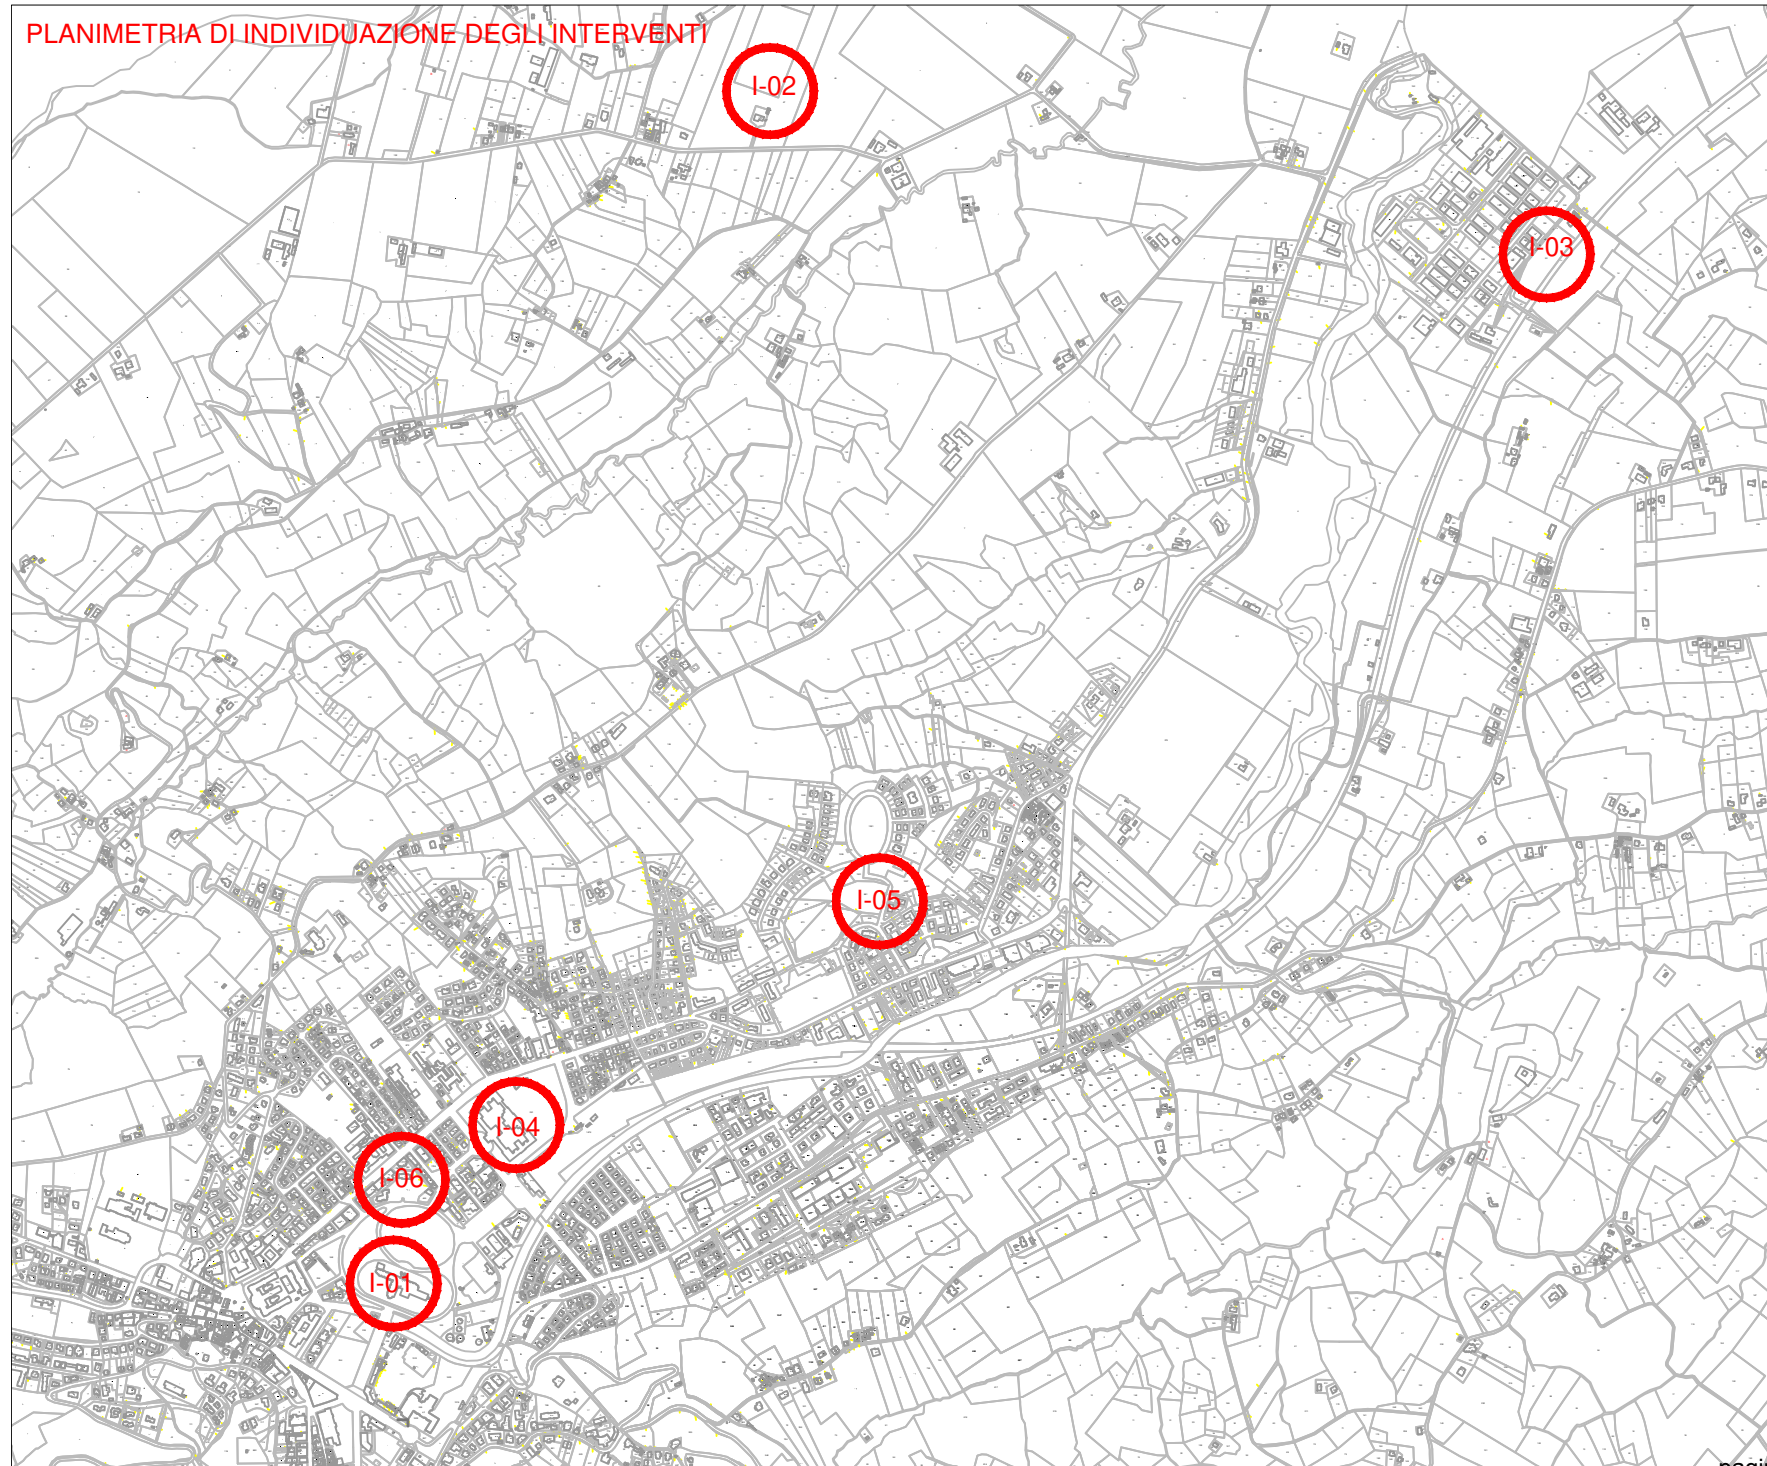 PLANIMETRIA DI INDIVIDUAZIONE DEGLI INTERVENTI
I-02
I-03
I-05
I-04
I-06
I-01